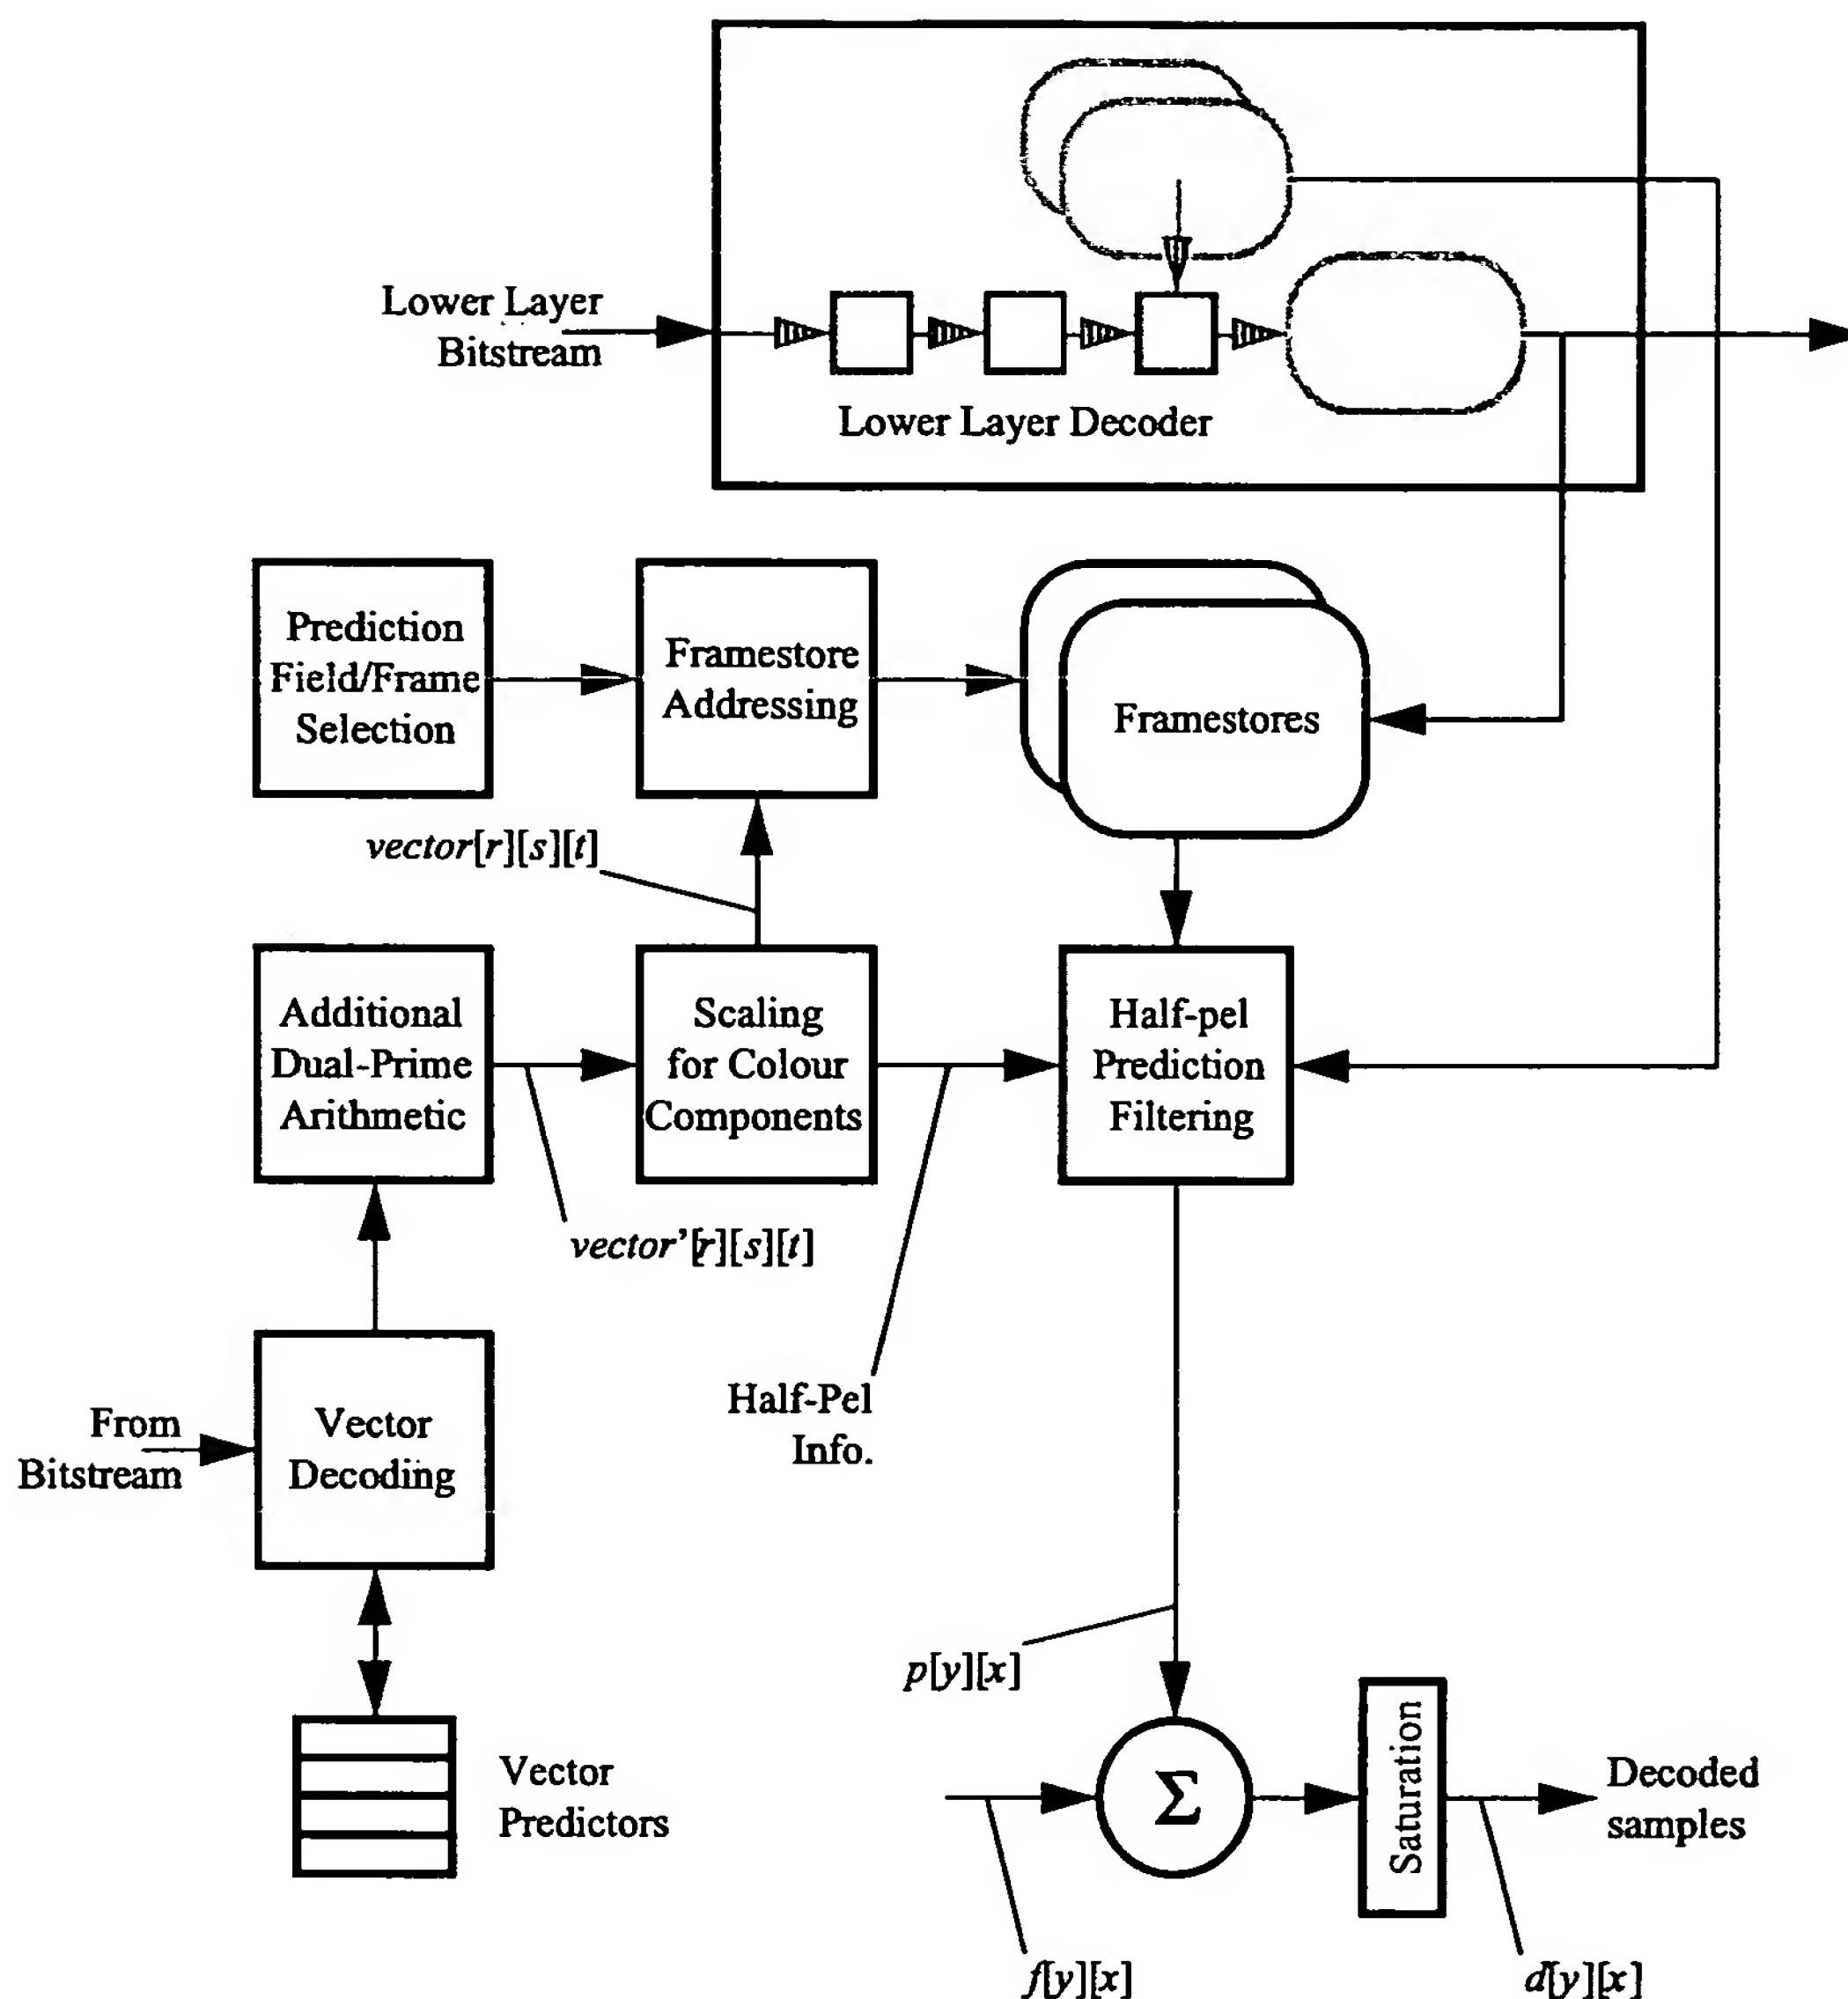 Lower Layer
Bitstream
Lower Layer Decoder
Prediction
Field/Frame
Selection
Framestore
Addressing
Framestores
vector[r][s][t]
Additional
Dual-Prime
Arithmetic
Scaling
for Colour
Components
Half-pel
Prediction
Filtering
vector’[r][s][t]
Half-Pel
Info.
From
Bitstream
Vector
Decoding
p[y][x]
Vector
Predictors
Σ
Saturation
Decoded
samples
f[y][x]
d[y][x]